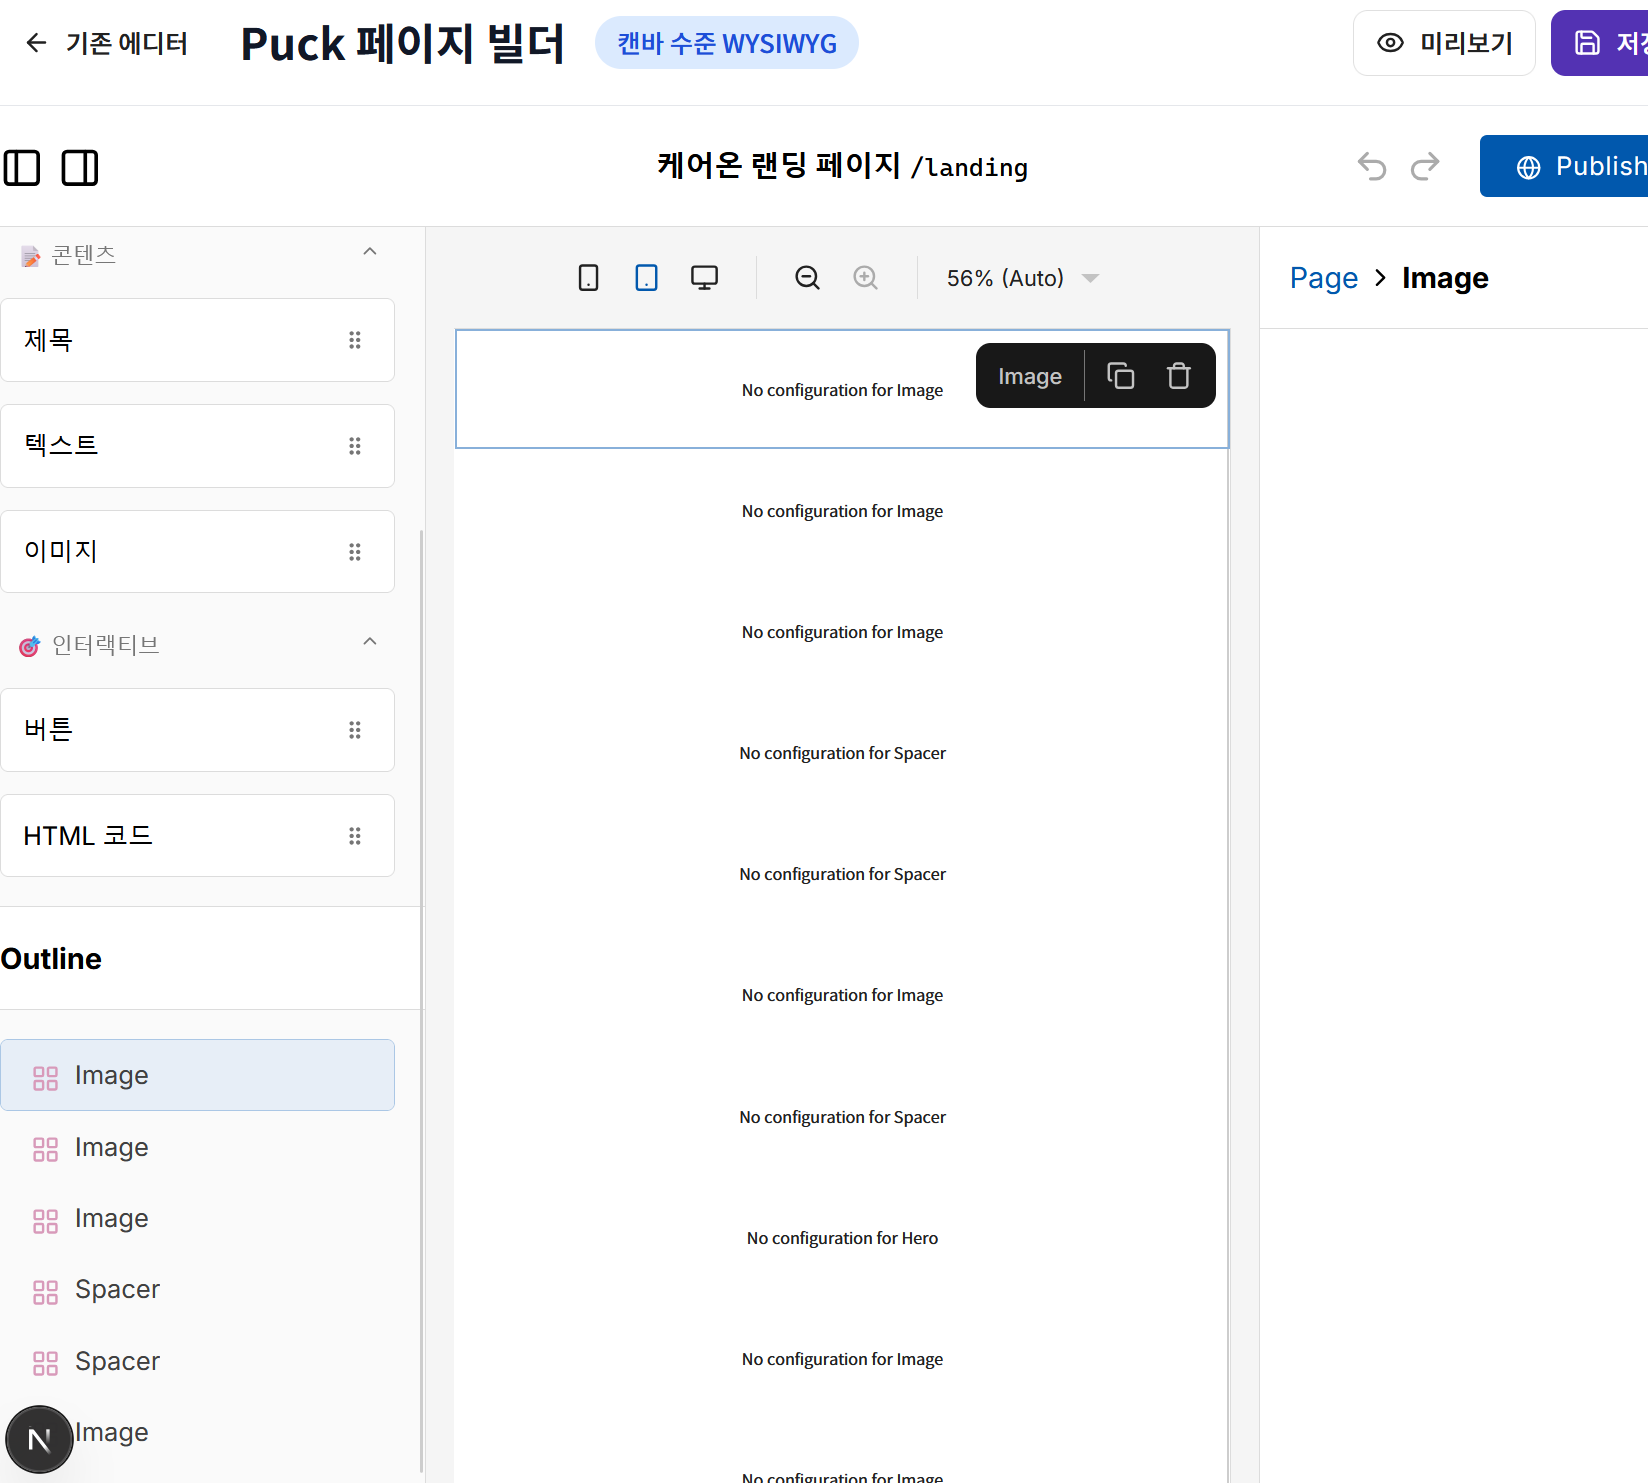 기존 에디터
Puck 페이지 빌더
캔바 수준 WYSIWYG
미리보기
케어온 랜딩 페이지 /landing
Publish
콘텐츠
제목
텍스트
이미지
인터랙티브
버튼
HTML 코드
Outline
Image
Image
Image
Spacer
Spacer
Image
N
56% (Auto)
No configuration for Image
Image
No configuration for Image
No configuration for Image
No configuration for Spacer
No configuration for Spacer
No configuration for Image
No configuration for Spacer
No configuration for Hero
No configuration for Image
No configuration for Image
Page > Image